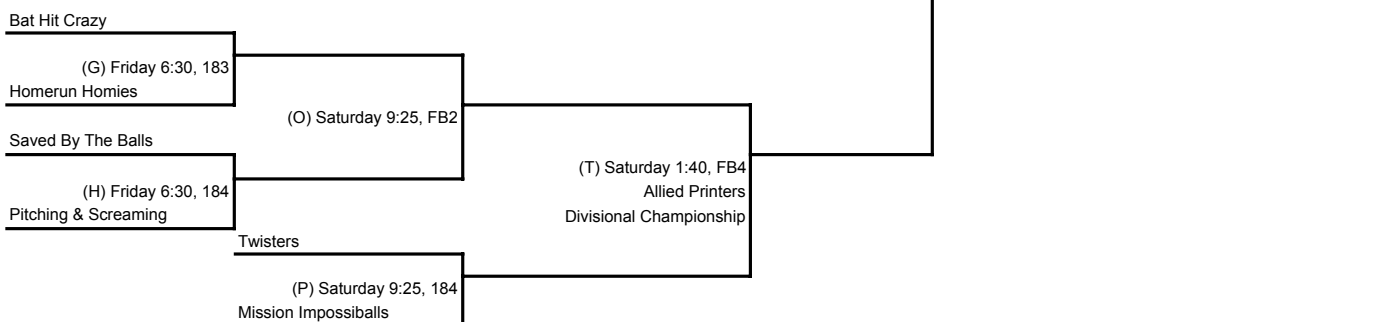 Bat Hit Crazy
(G) Friday 6:30, 183
Homerun Homies
(O) Saturday 9:25, FB2
Saved By The Balls
(T) Saturday 1:40, FB4
(H) Friday 6:30, 184
Allied Printers
Pitching & Screaming
Divisional Championship
Twisters
(P) Saturday 9:25, 184
Mission Impossiballs